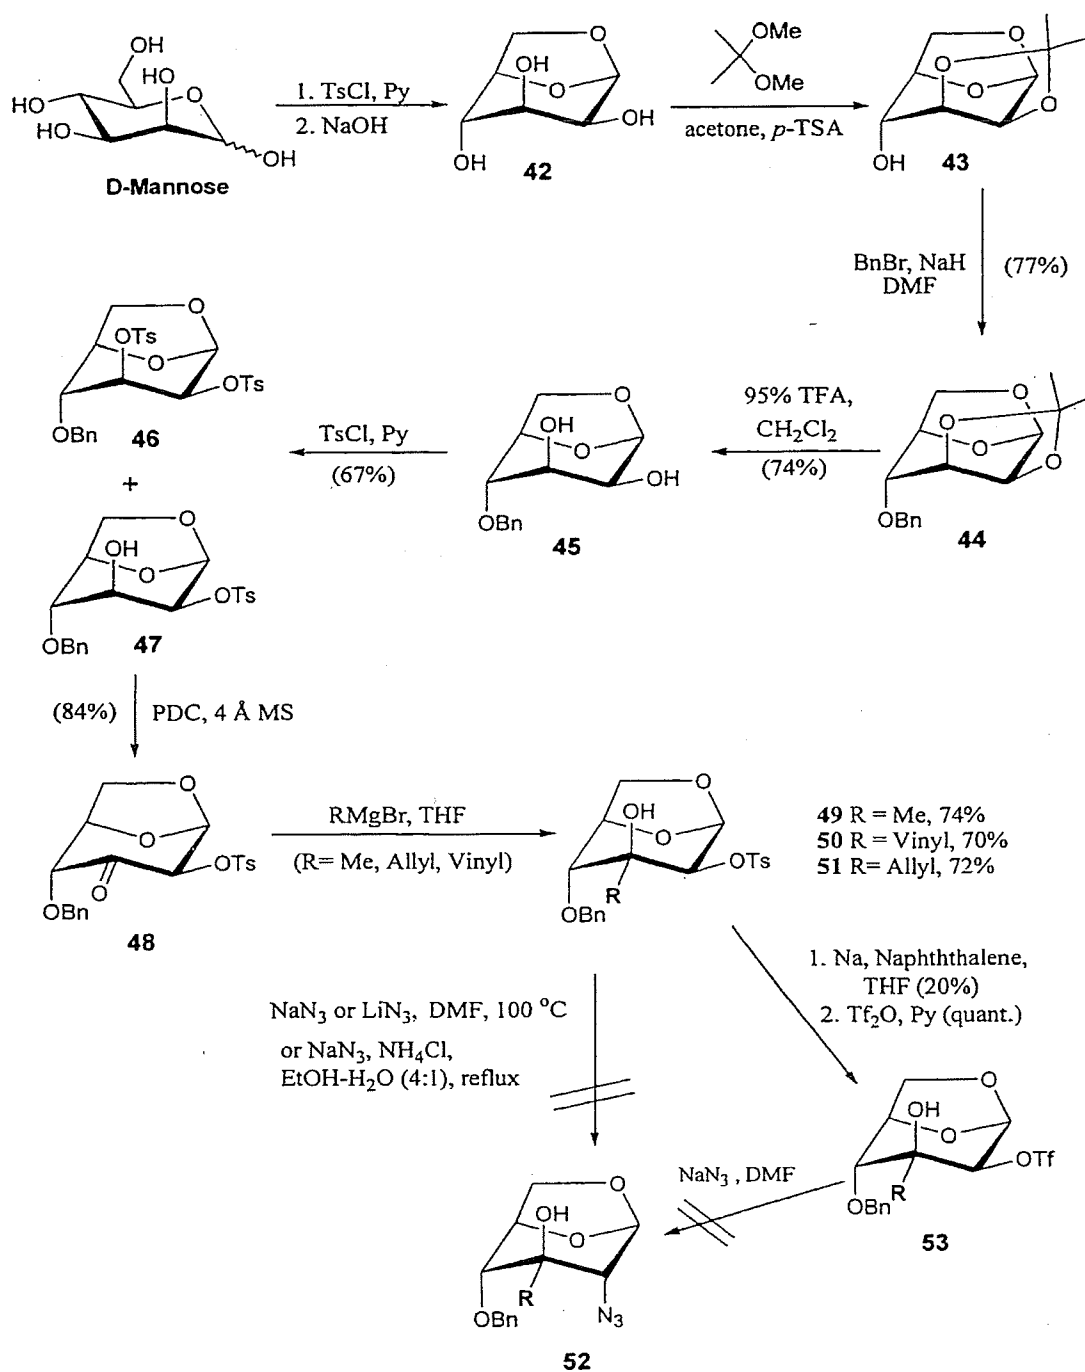 OH
HO
HO
HO
O
OH
D-Mannose
1. TsCl, Py
2. NaOH
O
OH
O
OH
OH
42
OMe
OMe
acetone, p-TSA
O
O
O
O
OH
43
BnBr, NaH
DMF
(77%)
O
O
O
O
OBn
44
95% TFA,
CH2Cl2
(74%)
O
OH
O
OH
OBn
45
TsCl, Py
(67%)
O
OTs
O
OTs
OBn
46
+
O
OH
O
OTs
OBn
47
(84%)
PDC, 4 Å MS
O
O
OTs
O
OBn
48
RMgBr, THF
(R= Me, Allyl, Vinyl)
O
OH
O
OTs
R
OBn
49 R = Me, 74%
50 R = Vinyl, 70%
51 R= Allyl, 72%
NaN3 or LiN3, DMF, 100 °C
or NaN3, NH4Cl,
EtOH-H2O (4:1), reflux
1. Na, Naphththalene,
THF (20%)
2. Tf2O, Py (quant.)
O
OH
O
OTf
R
OBn
53
NaN3 , DMF
O
OH
O
R
OBn
N3
52